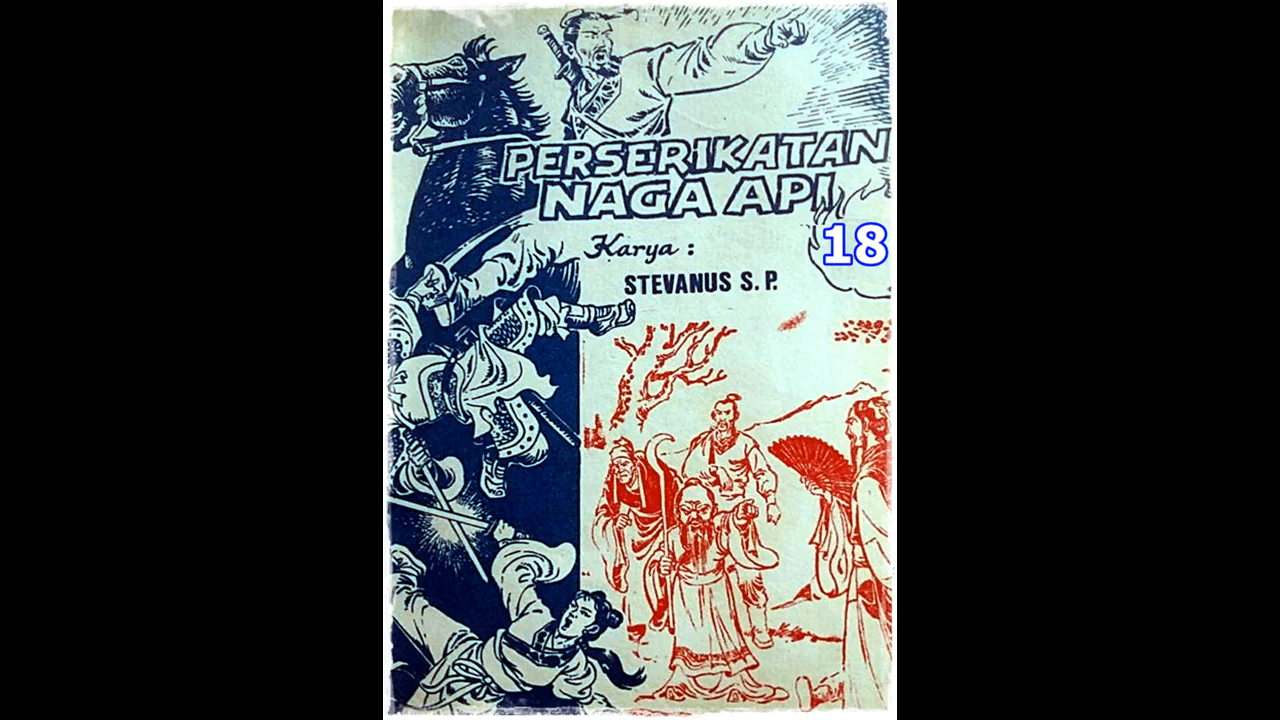 PERSERIKATAN
NAGA API
18
Karya :
STEVANUS S. P.